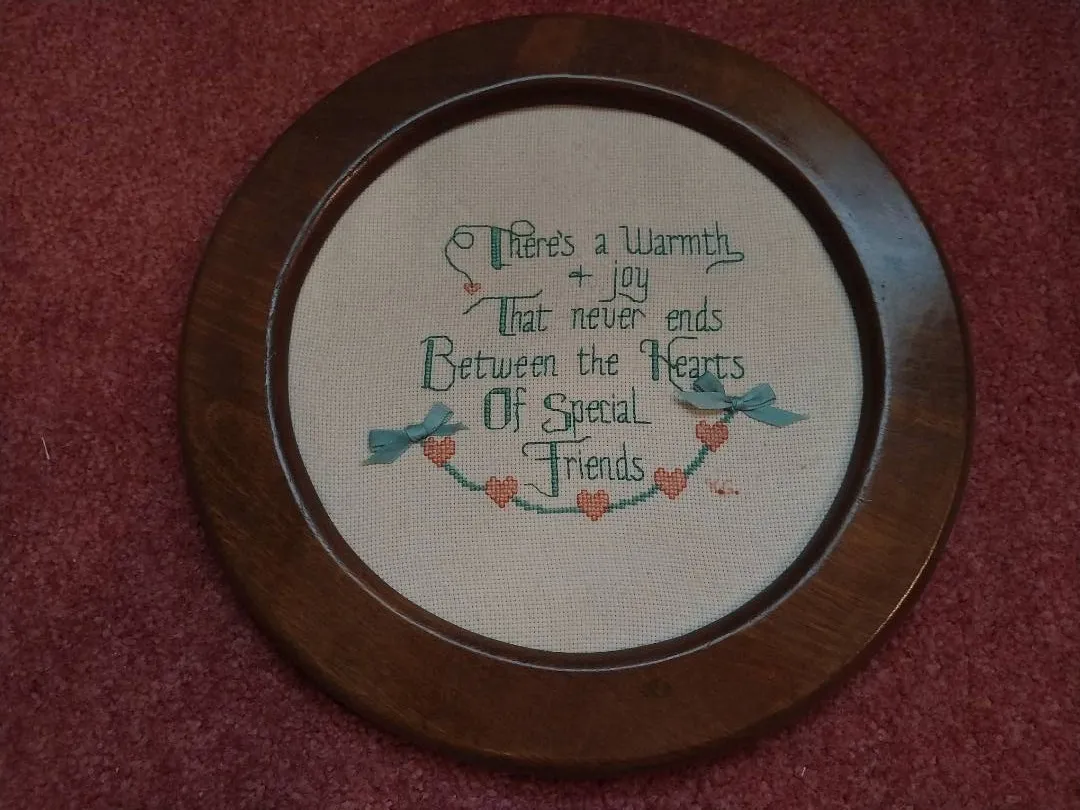 There's a Warmth
+ joy
That never ends
Between the Hearts
Of Special
Friends